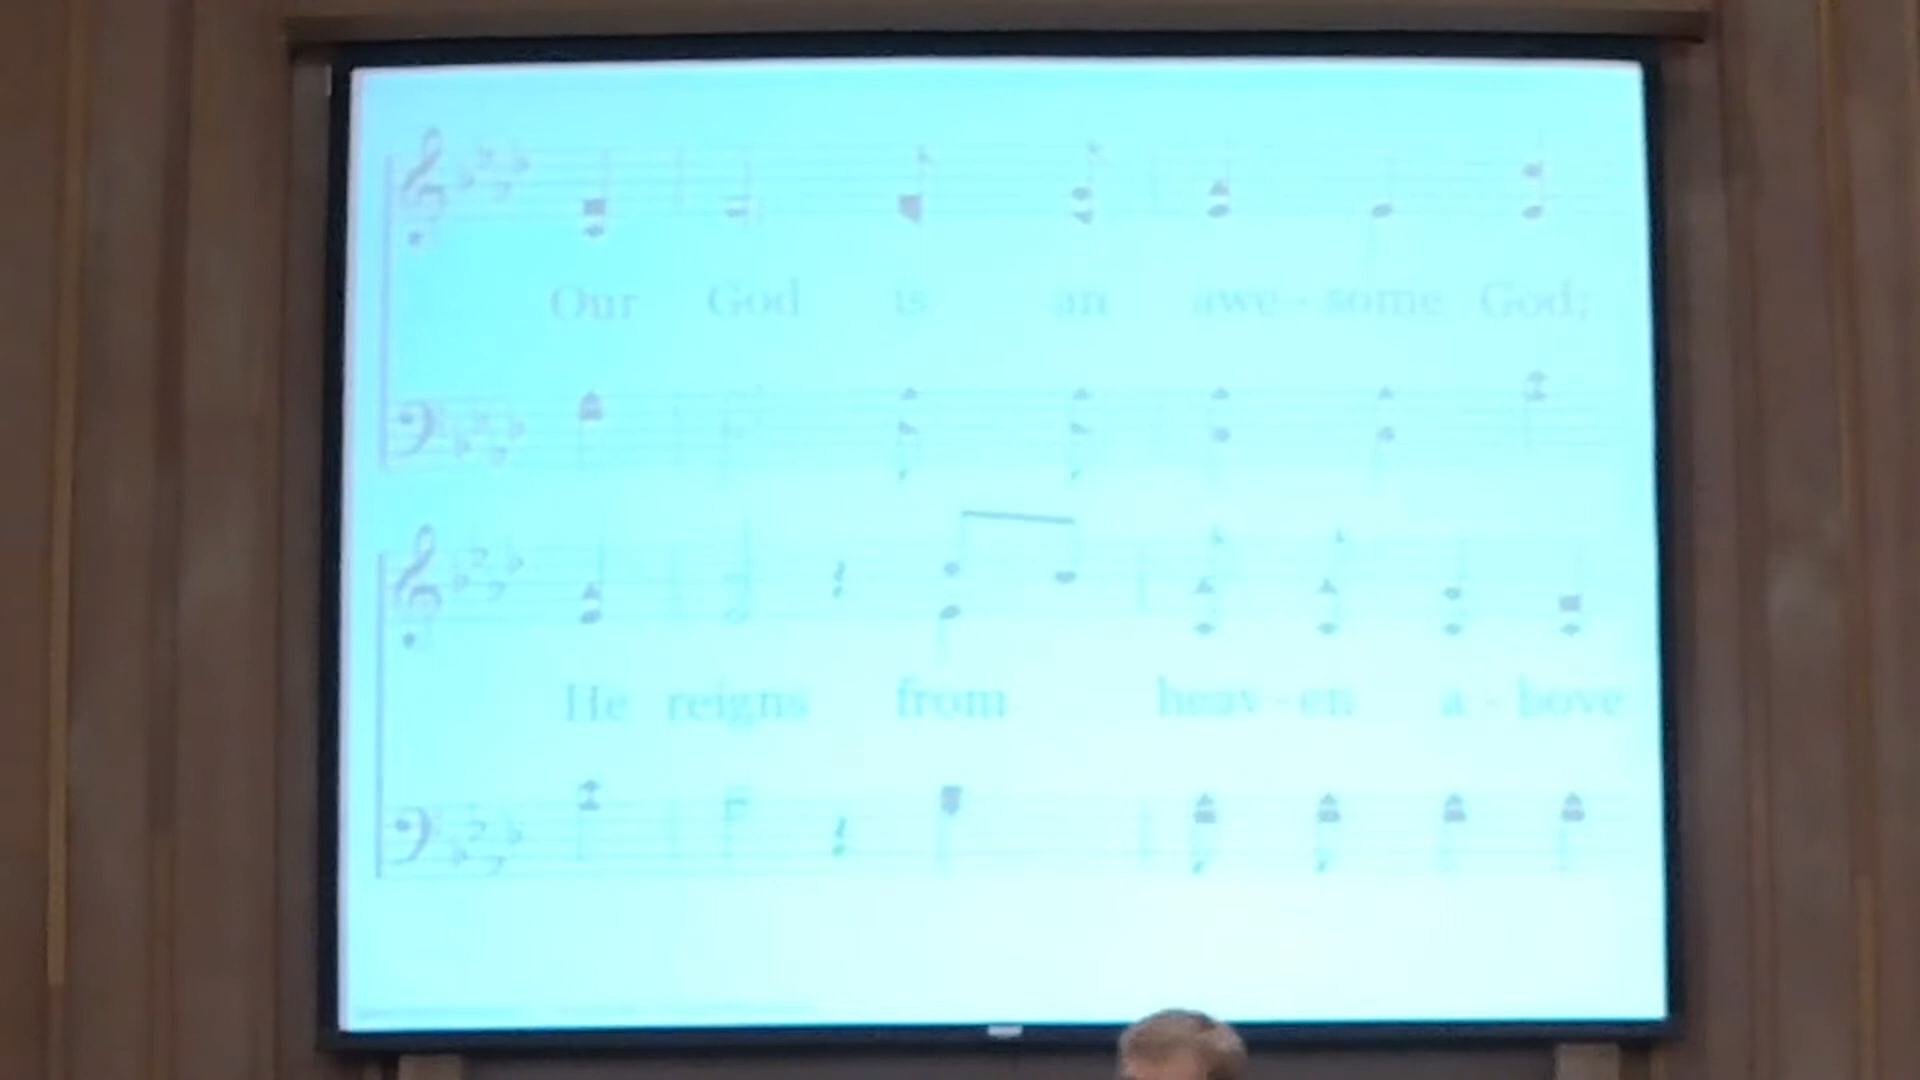 Our God is an awe - some God;
He reigns from heav - en a - bove